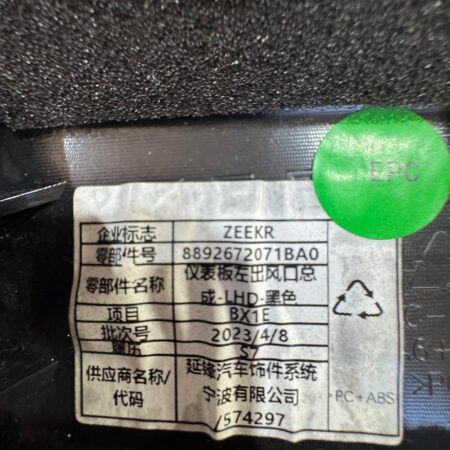 EPC
企业标志 ZEEKR
零部件号 8892672071BA0
零部件名称 仪表板左出风口总成-LHD-黑色
项目 BX1E
批次号 2023/4/8
履历 S7
供应商名称/代码 延锋汽车饰件系统宁波有限公司/574297
>PC+ABS<